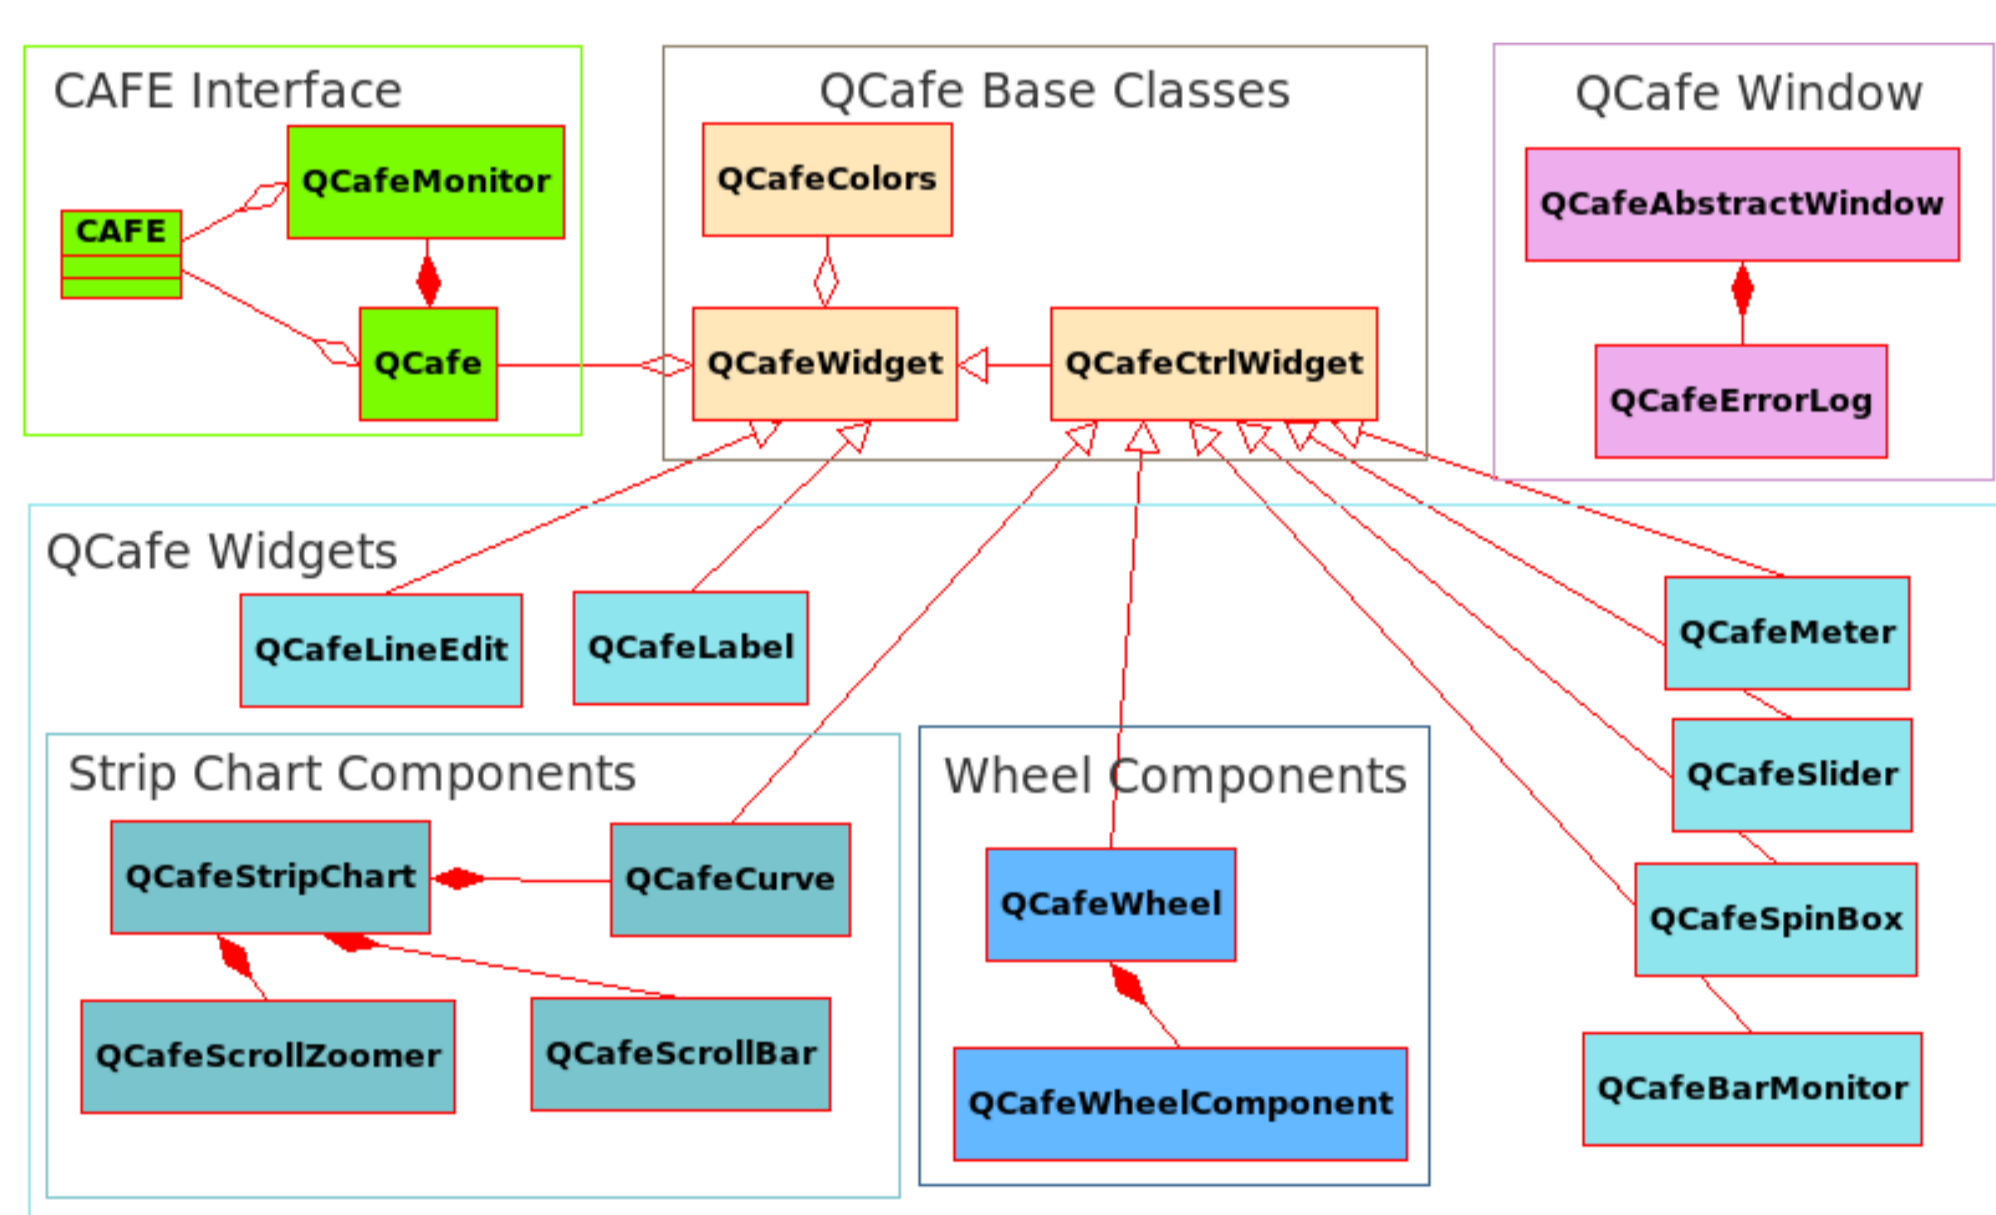 CAFE Interface
QCafeMonitor
CAFE
QCafe
QCafe Base Classes
QCafeColors
QCafeWidget
QCafeCtrlWidget
QCafe Window
QCafeAbstractWindow
QCafeErrorLog
QCafe Widgets
QCafeLineEdit
QCafeLabel
QCafeMeter
QCafeSlider
QCafeSpinBox
QCafeBarMonitor
Strip Chart Components
QCafeStripChart
QCafeCurve
QCafeScrollZoomer
QCafeScrollBar
Wheel Components
QCafeWheel
QCafeWheelComponent